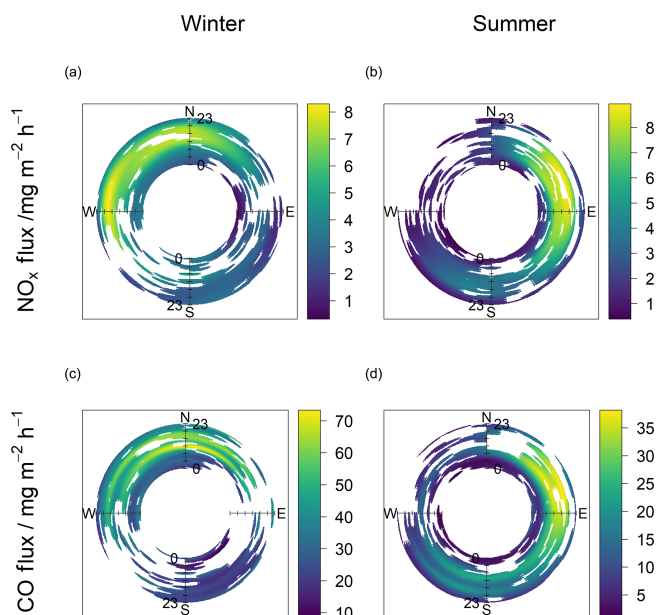 Winter
Summer
(a)
(b)
NOx flux /mg m−2 h−1
N
23
0
W
E
0
23
S
8
7
6
5
4
3
2
1
N
23
0
W
E
0
23
S
8
7
6
5
4
3
2
1
(c)
(d)
CO flux / mg m−2 h−1
N
23
0
W
E
0
23
S
70
60
50
40
30
20
10
N
23
0
W
E
0
23
S
35
30
25
20
15
10
5